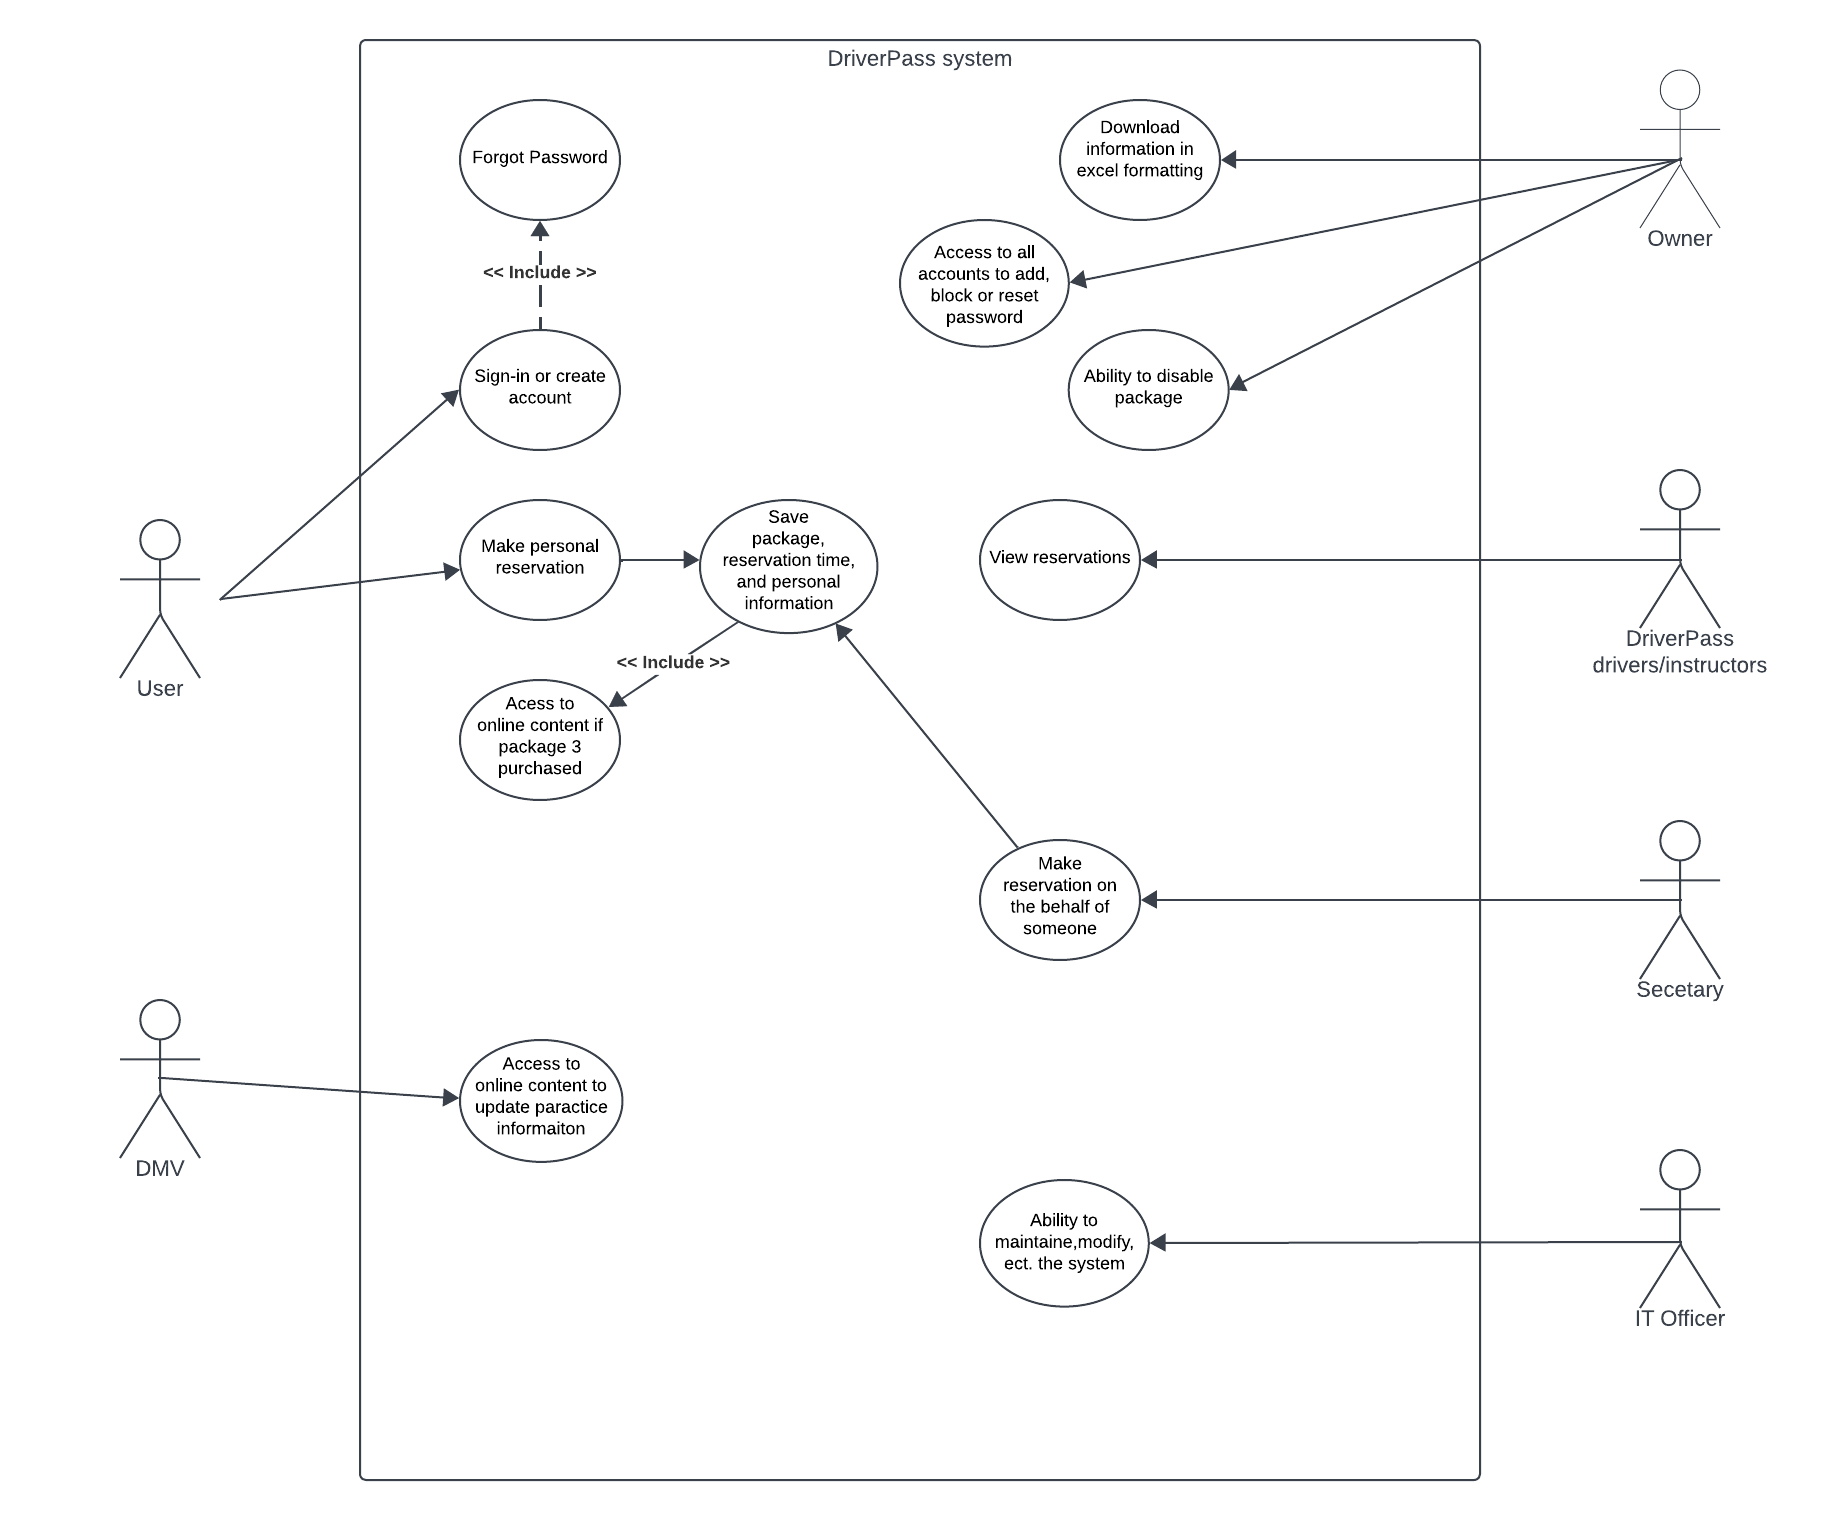 DriverPass system
Forgot Password
Download
information in
excel formatting
Owner
<< Include >>
Access to all
accounts to add,
block or reset
password
Sign-in or create
account
Ability to disable
package
Make personal
reservation
Save
package,
reservation time,
and personal
information
View reservations
DriverPass
drivers/instructors
User
<< Include >>
Acess to
online content if
package 3
purchased
Make
reservation on
the behalf of
someone
Secetary
Access to
online content to
update paractice
informaiton
DMV
Ability to
maintaine,modify,
ect. the system
IT Officer